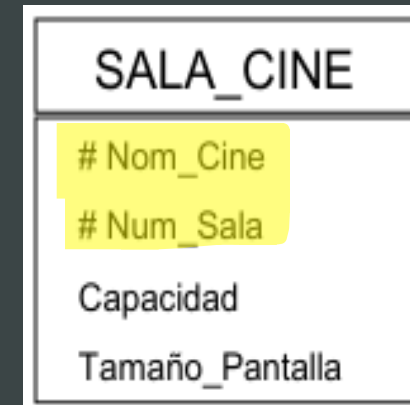 SALA_CINE
# Nom_Cine
# Num_Sala
Capacidad
Tamaño_Pantalla